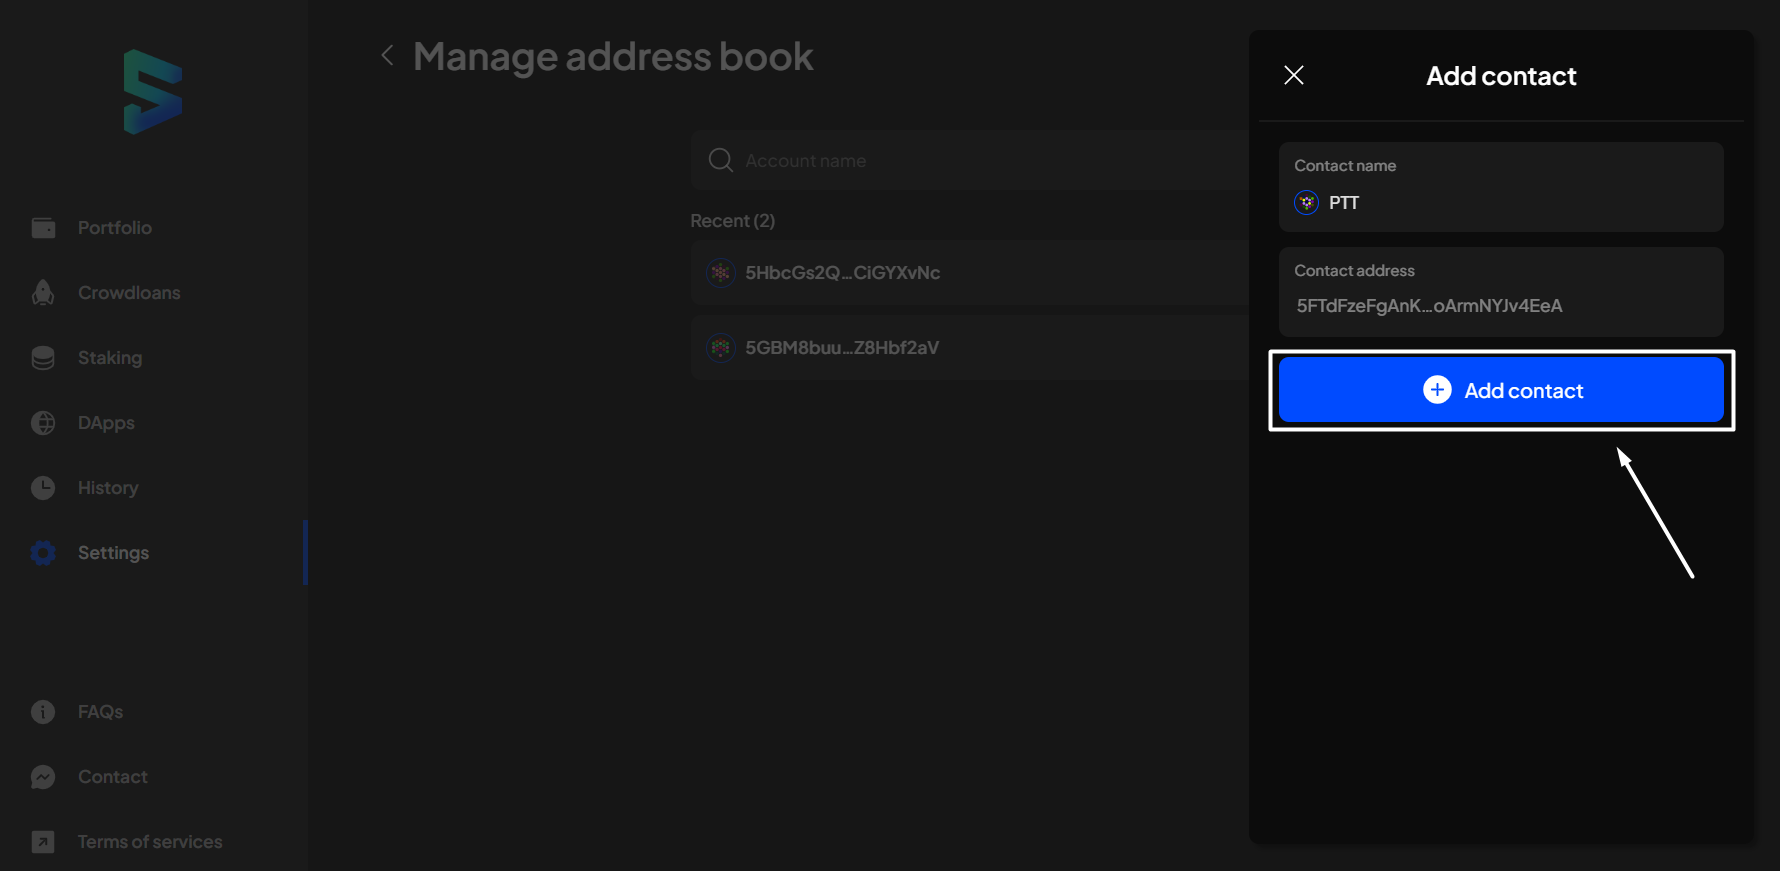 Manage address book
Portfolio
Crowdloans
Staking
DApps
History
Settings
FAQs
Contact
Terms of services
Account name
Recent (2)
5HbcGs2Q...CiGYXvNc
5GBM8buu...Z8Hbf2aV
Add contact
Contact name
PTT
Contact address
5FTdFzeFgAnK...oArmNYJv4EeA
Add contact